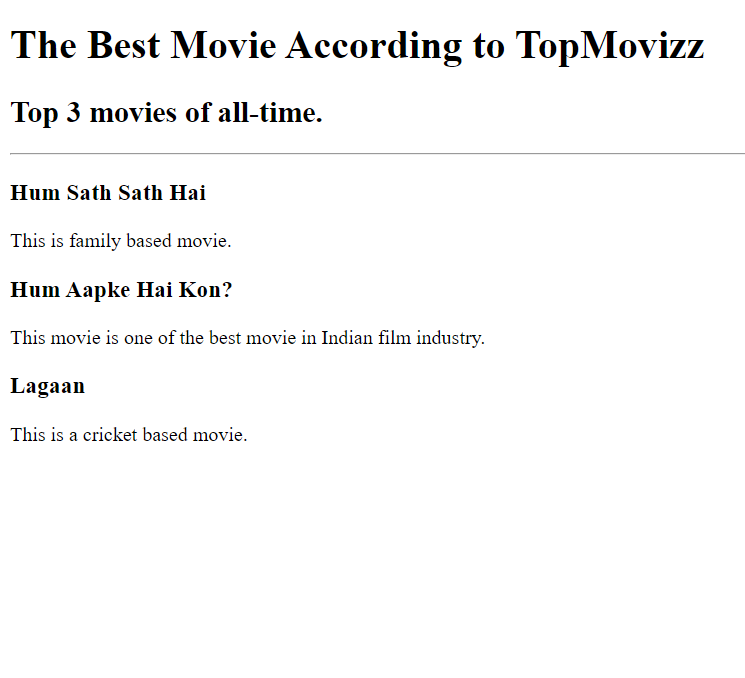 The Best Movie According to TopMovizz
Top 3 movies of all-time.
Hum Sath Sath Hai
This is family based movie.
Hum Aapke Hai Kon?
This movie is one of the best movie in Indian film industry.
Lagaan
This is a cricket based movie.